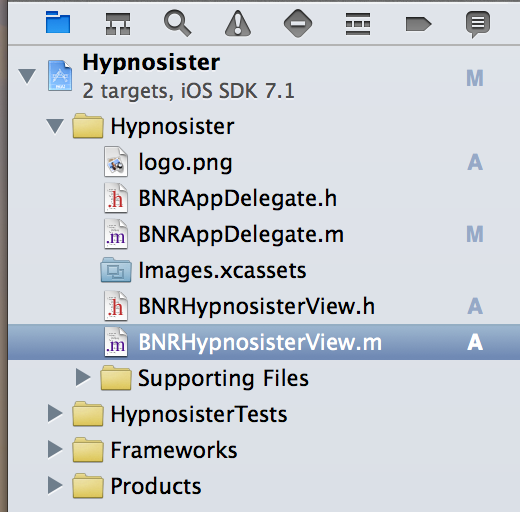 Hypnosister
2 targets, iOS SDK 7.1 M
Hypnosister
logo.png A
.h BNRAppDelegate.h
.m BNRAppDelegate.m M
Images.xcassets
.h BNRHypnosisterView.h A
.m BNRHypnosisterView.m A
Supporting Files
HypnosisterTests
Frameworks
Products